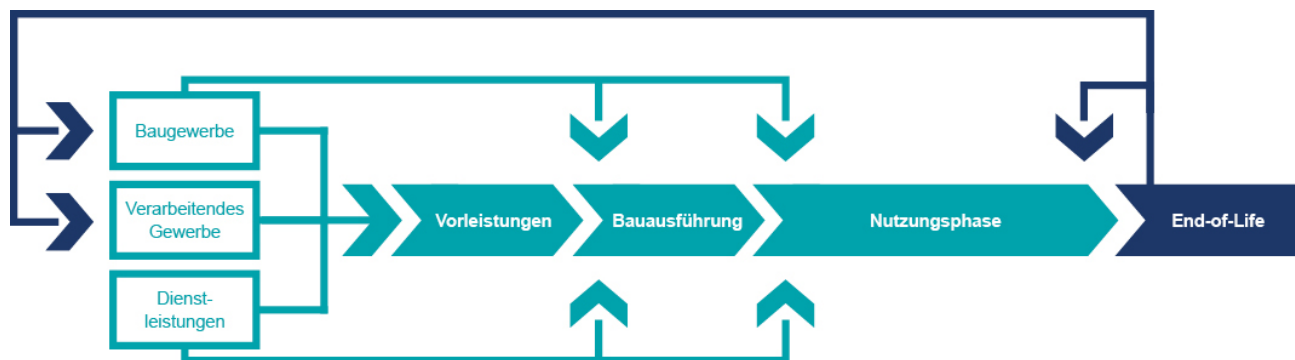 Baugewerbe
Verarbeitendes
Gewerbe
Dienst-
leistungen
Vorleistungen
Bauausführung
Nutzungsphase
End-of-Life